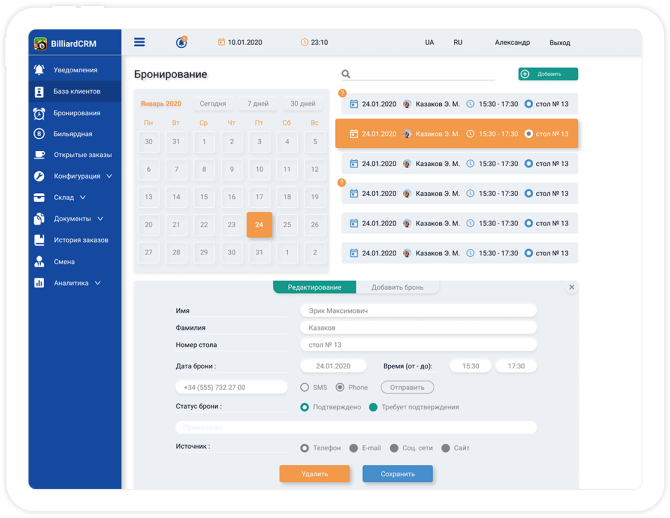 BilliardCRM
10.01.2020
23:10
UA
RU
Александр
Выход
Уведомления
База клиентов
Бронирования
Бильярдная
Открытые заказы
Конфигурация
Склад
Документы
История заказов
Смена
Аналитика
Бронирование
Добавить
Январь 2020 Сегодня 7 дней 30 дней
Пн Вт Ср Чт Пт Сб Вс
30 31 1 2 3 4 5
6 7 8 9 10 11 12
13 14 15 16 17 18 19
20 21 22 23 24 25 26
27 28 29 30 31 1 2
?
24.01.2020 Казаков Э. М. 15:30 - 17:30 стол № 13
24.01.2020 Казаков Э. М. 15:30 - 17:30 стол № 13
24.01.2020 Казаков Э. М. 15:30 - 17:30 стол № 13
?
24.01.2020 Казаков Э. М. 15:30 - 17:30 стол № 13
24.01.2020 Казаков Э. М. 15:30 - 17:30 стол № 13
24.01.2020 Казаков Э. М. 15:30 - 17:30 стол № 13
Редактирование Добавить бронь
Имя Эрик Максимович
Фамилия Казаков
Номер стола стол № 13
Дата брони : 24.01.2020 Время (от - до): 15:30 17:30
+34 (555) 732 27 00 SMS Phone Отправить
Статус брони : Подтверждено Требует подтверждения
Источник : Телефон E-mail Соц. сети Сайт
Удалить Сохранить